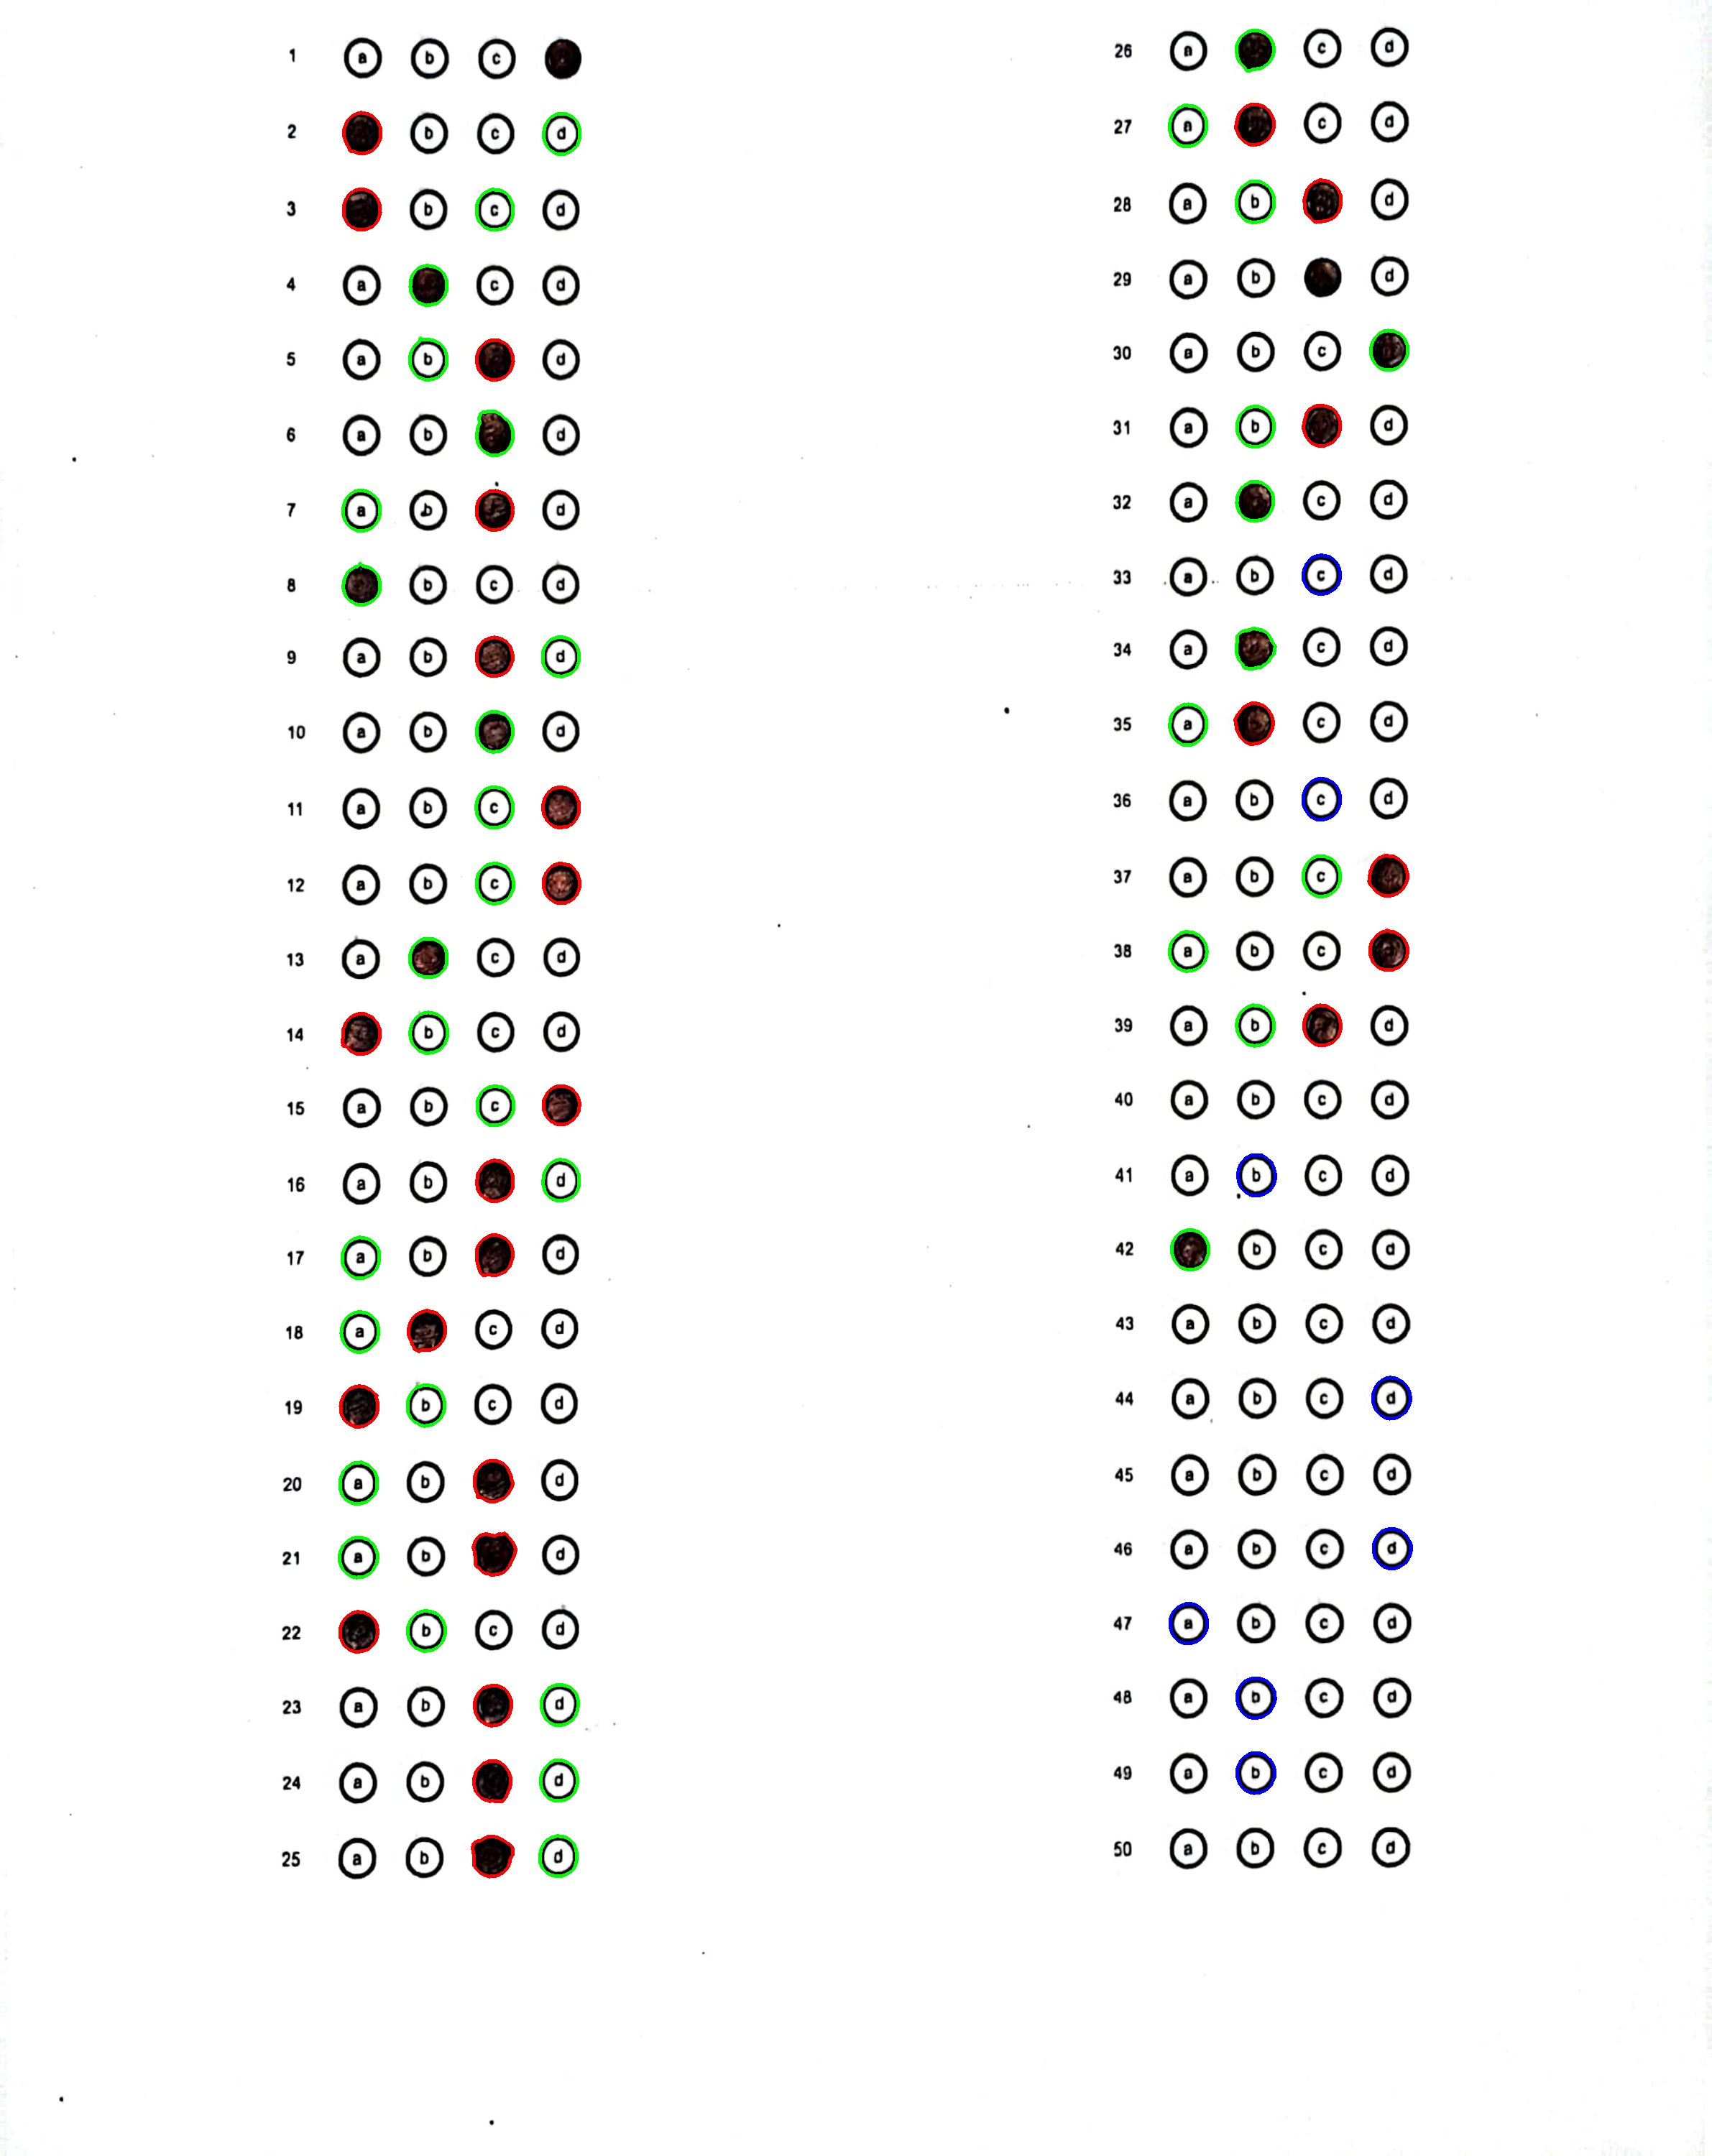 1 a b c
2 b c d
3 b c d
4 a c d
5 a b d
6 a b d
7 a b d
8 b c d
9 a b d
10 a b d
11 a b c
12 a b c
13 a c d
14 b c d
15 a b c
16 a b d
17 a b d
18 a c d
19 b c d
20 a b d
21 a b d
22 b c d
23 a b d
24 a b d
25 a b d
26 a c d
27 a c d
28 a b d
29 a b d
30 a b c
31 a b d
32 a c d
33 a b c d
34 a c d
35 a c d
36 a b c d
37 a b c
38 a b c
39 a b d
40 a b c d
41 a b c d
42 b c d
43 a b c d
44 a b c d
45 a b c d
46 a b c d
47 a b c d
48 a b c d
49 a b c d
50 a b c d